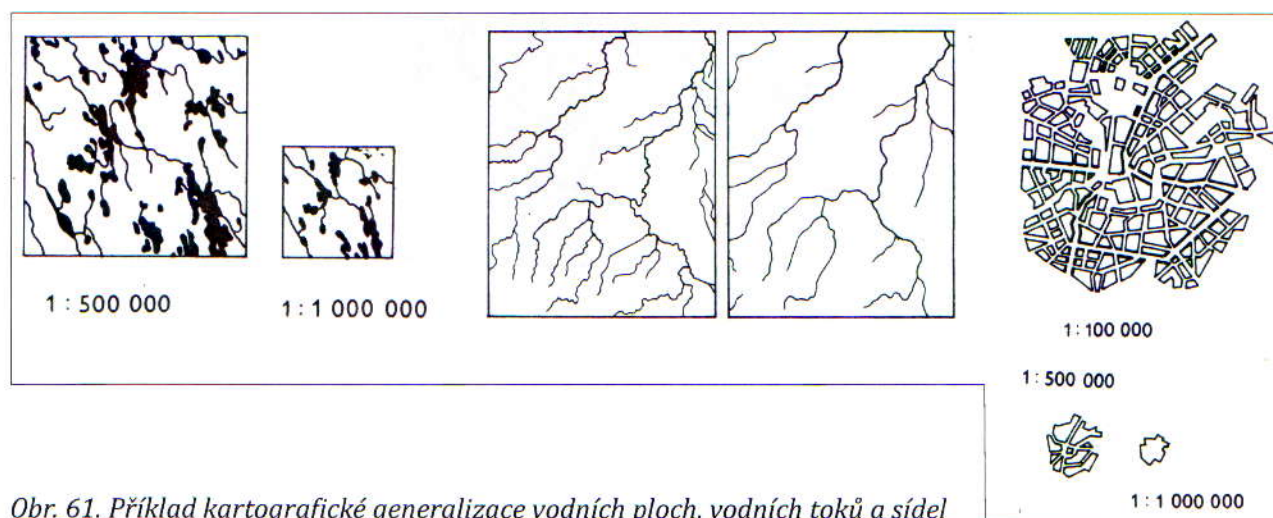 1 : 500 000
1 : 1 000 000
1 : 100 000
1 : 500 000
1 : 1 000 000
Obr. 61. Příklad kartografické generalizace vodních ploch, vodních toků a sídel